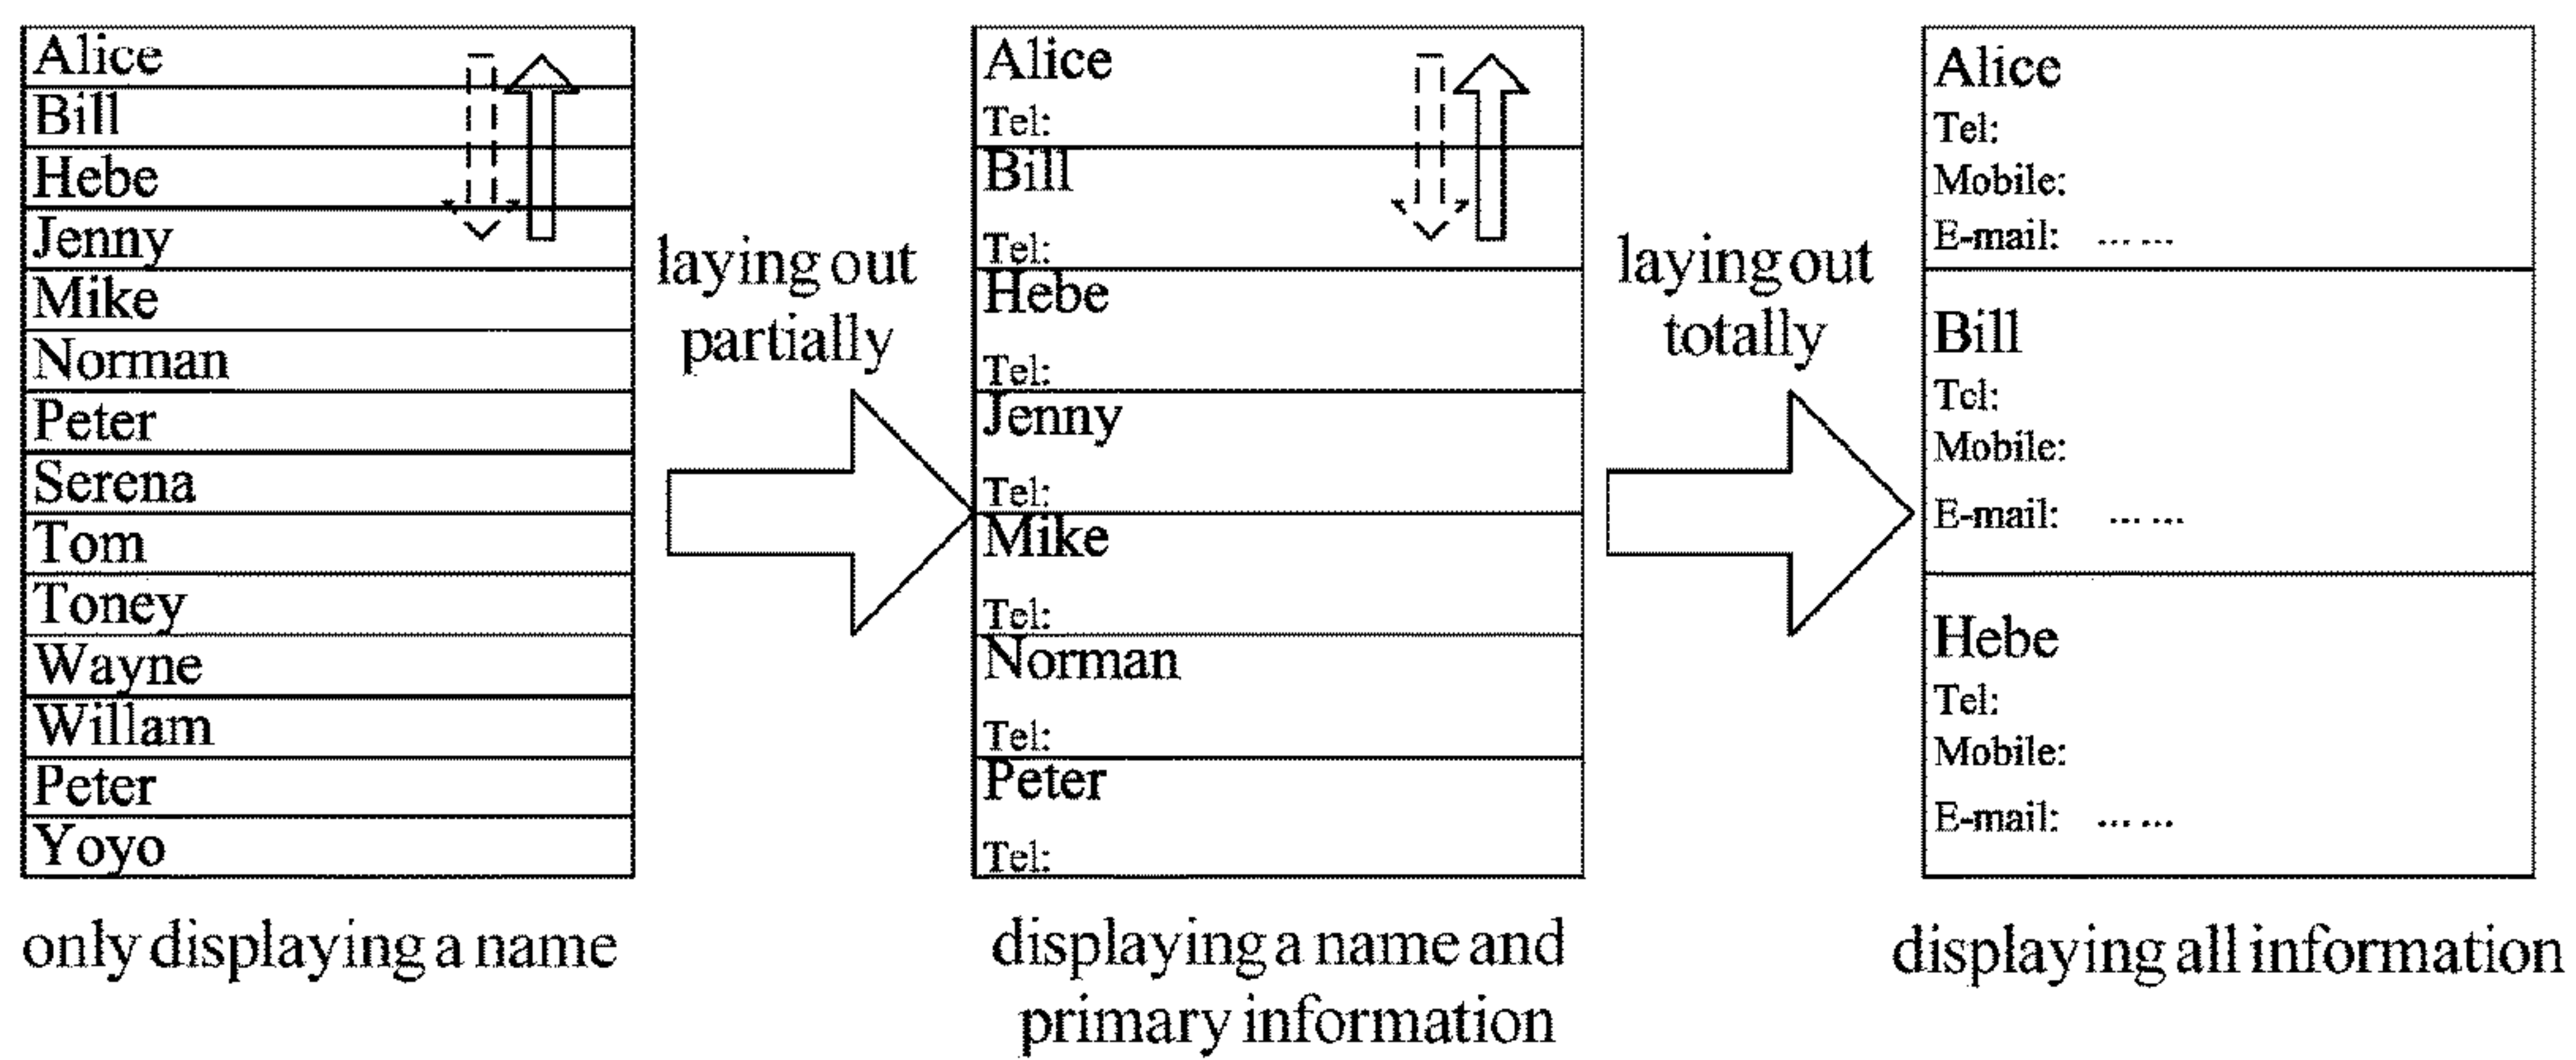 Alice
Bill
Hebe
Jenny
Mike
Norman
Peter
Serena
Tom
Toney
Wayne
Willam
Peter
Yoyo
only displaying a name
laying out
partially
Alice
Tel:
Bill
Tel:
Hebe
Tel:
Jenny
Tel:
Mike
Tel:
Norman
Tel:
Peter
Tel:
displaying a name and
primary information
laying out
totally
Alice
Tel:
Mobile:
E-mail: ... ...
Bill
Tel:
Mobile:
E-mail: ... ...
Hebe
Tel:
Mobile:
E-mail: ... ...
displaying all information